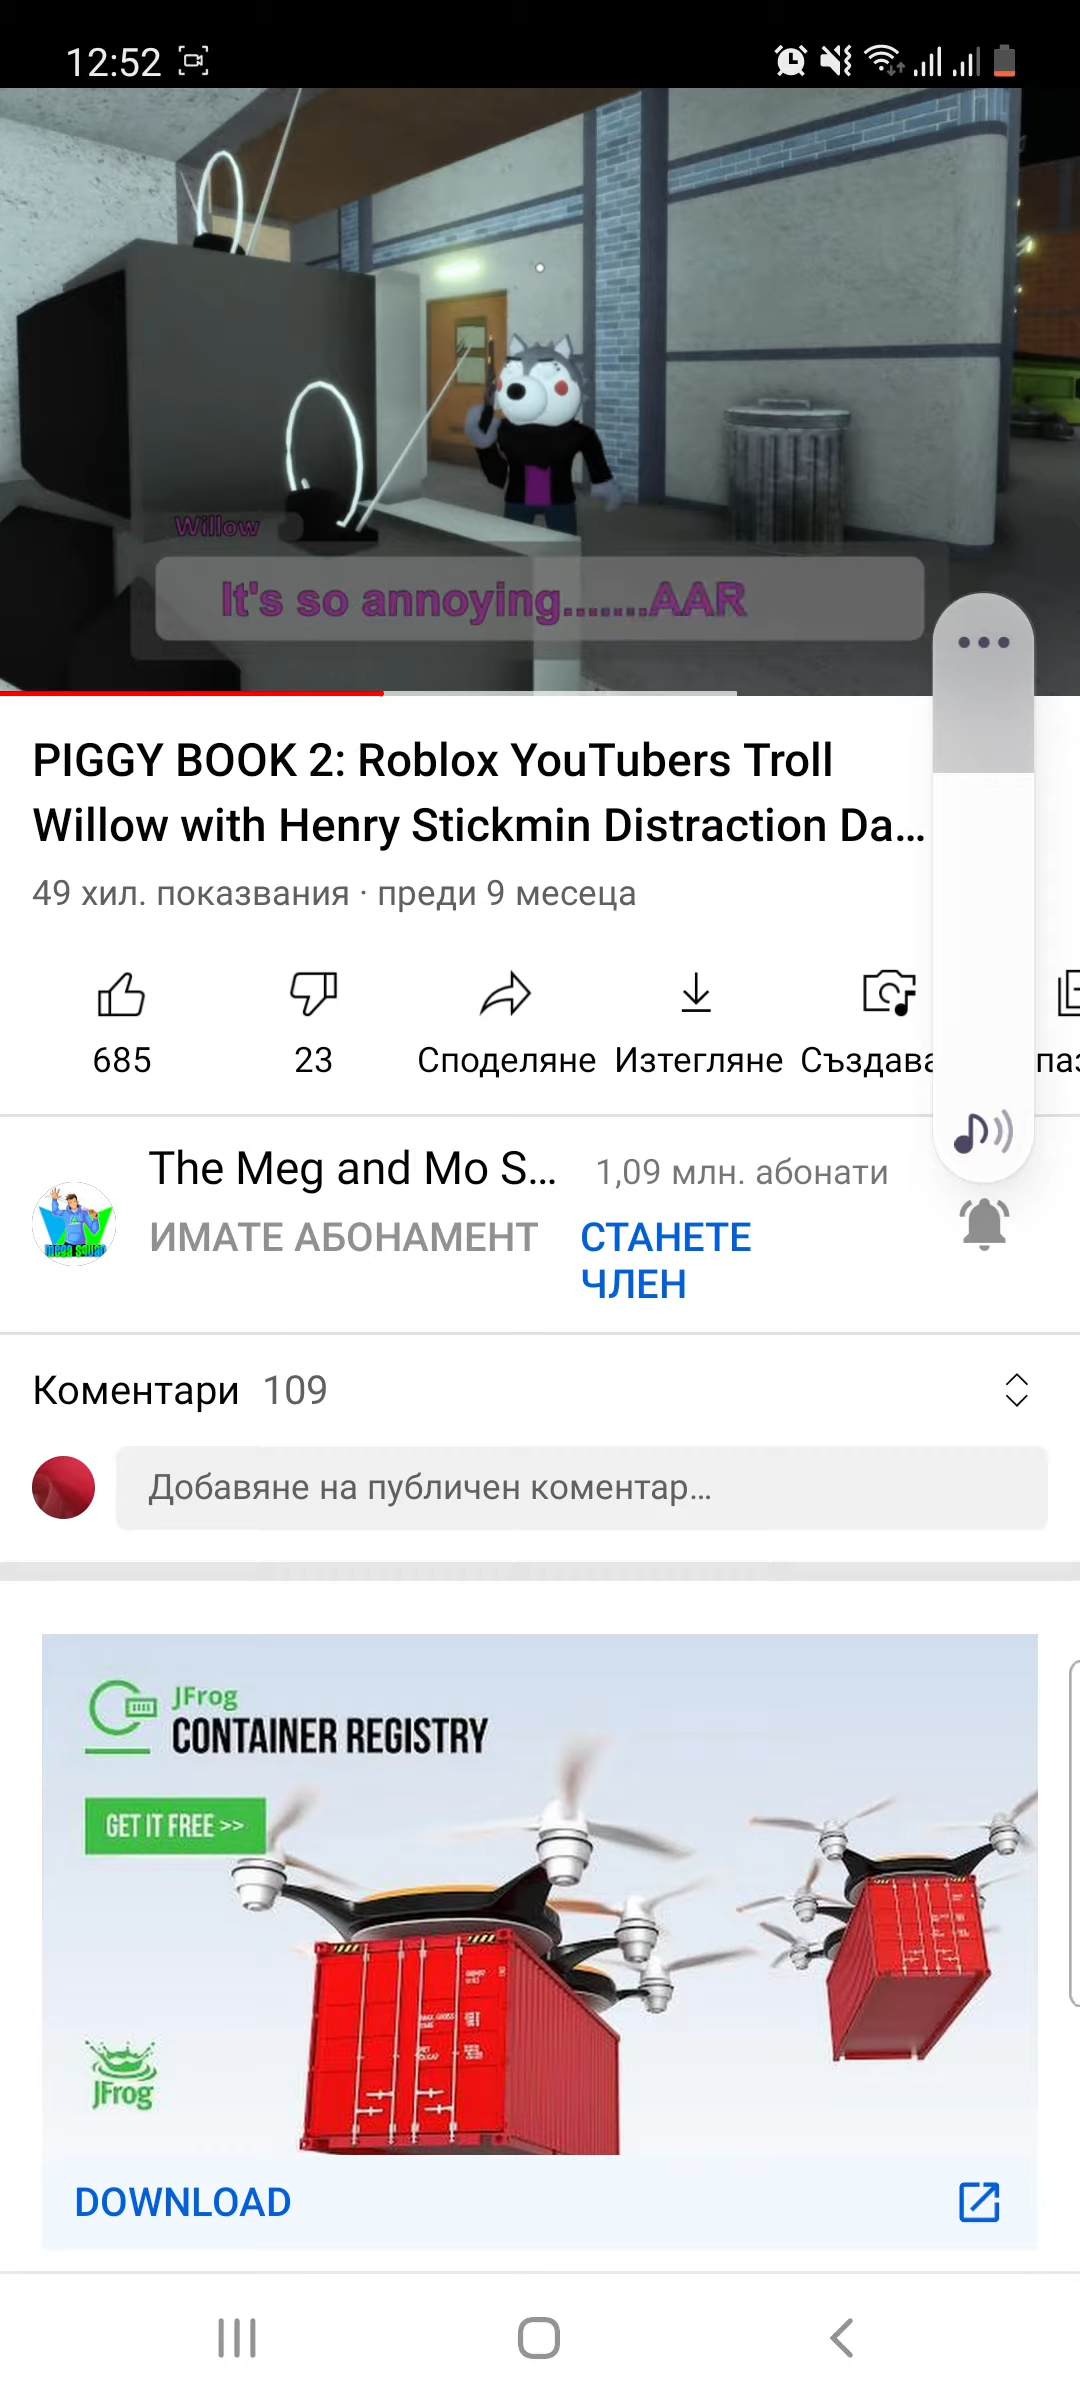 12:52
Willow
It's so annoying.......AAR
PIGGY BOOK 2: Roblox YouTubers Troll
Willow with Henry Stickmin Distraction Da...
49 хил. показвания · преди 9 месеца
685
23
Споделяне
Изтегляне
Създава
паз
The Meg and Mo S...
1,09 млн. абонати
ИМАТЕ АБОНАМЕНТ
СТАНЕТЕ
ЧЛЕН
Коментари 109
Добавяне на публичен коментар...
JFrog
CONTAINER REGISTRY
GET IT FREE >>
JFrog
DOWNLOAD